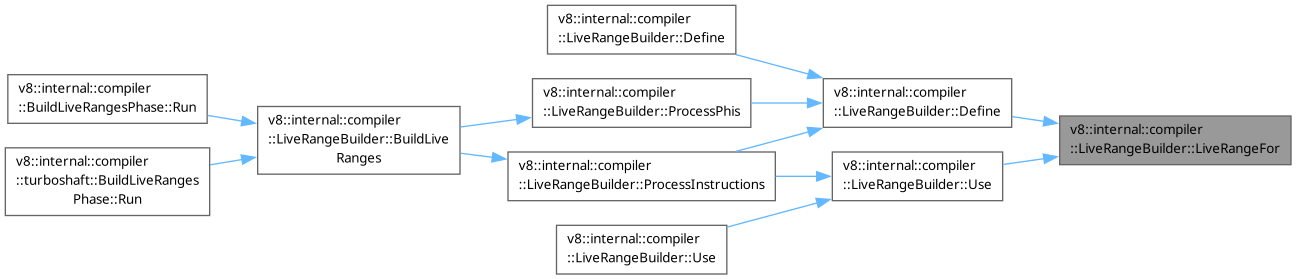 v8::internal::compiler
::BuildLiveRangesPhase::Run
v8::internal::compiler
::turboshaft::BuildLiveRanges
Phase::Run
v8::internal::compiler
::LiveRangeBuilder::BuildLive
Ranges
v8::internal::compiler
::LiveRangeBuilder::Define
v8::internal::compiler
::LiveRangeBuilder::ProcessPhis
v8::internal::compiler
::LiveRangeBuilder::ProcessInstructions
v8::internal::compiler
::LiveRangeBuilder::Use
v8::internal::compiler
::LiveRangeBuilder::Define
v8::internal::compiler
::LiveRangeBuilder::Use
v8::internal::compiler
::LiveRangeBuilder::LiveRangeFor